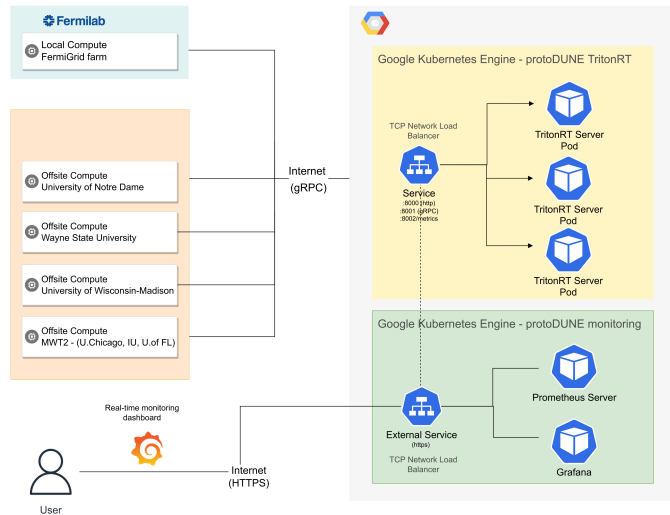 Fermilab
Local Compute
FermiGrid farm
Offsite Compute
University of Notre Dame
Offsite Compute
Wayne State University
Offsite Compute
University of Wisconsin-Madison
Offsite Compute
MWT2 - (U.Chicago, IU, U.of FL)
Internet
(gRPC)
Google Kubernetes Engine - protoDUNE TritonRT
TCP Network Load
Balancer
Service
:8000 (http)
:8001 (gRPC)
:8002/metrics
TritonRT Server
Pod
TritonRT Server
Pod
TritonRT Server
Pod
Google Kubernetes Engine - protoDUNE monitoring
External Service
(https)
TCP Network Load
Balancer
Prometheus Server
Grafana
Real-time monitoring
dashboard
Internet
(HTTPS)
User